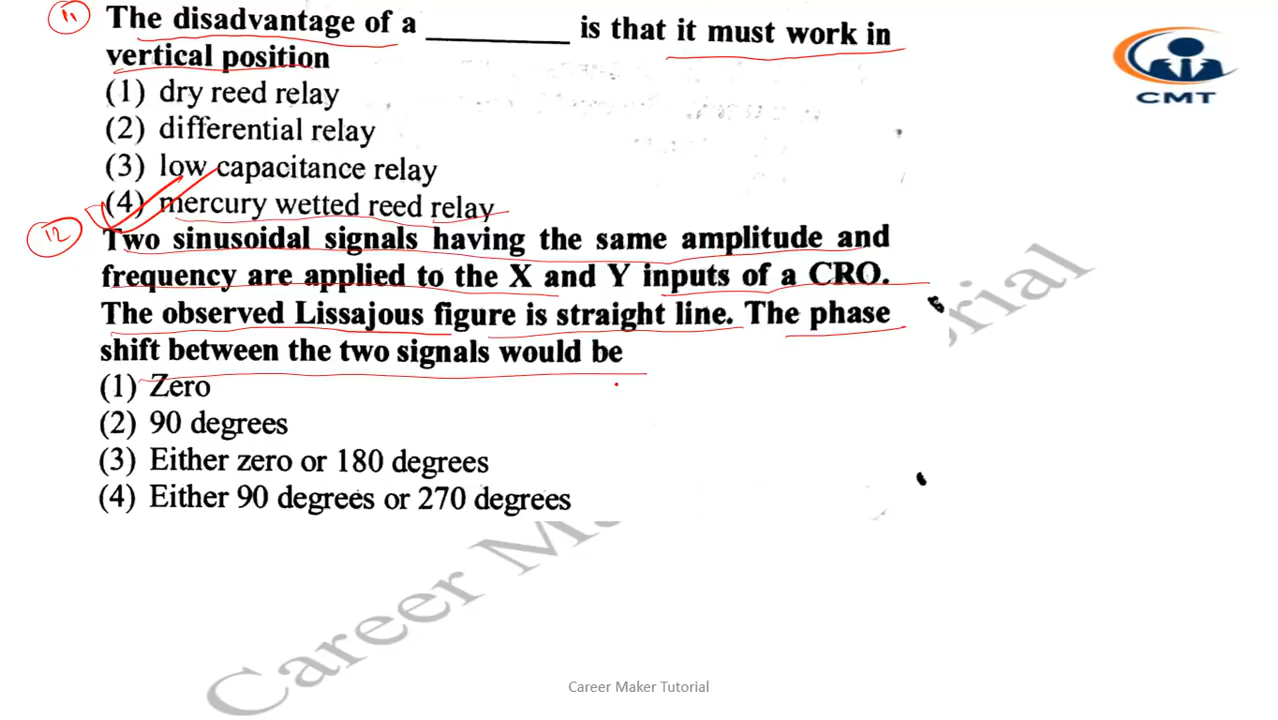 11
The disadvantage of a __________ is that it must work in
vertical position
(1) dry reed relay
(2) differential relay
(3) low capacitance relay
(4) mercury wetted reed relay
12
Two sinusoidal signals having the same amplitude and
frequency are applied to the X and Y inputs of a CRO.
The observed Lissajous figure is straight line. The phase
shift between the two signals would be
(1) Zero
(2) 90 degrees
(3) Either zero or 180 degrees
(4) Either 90 degrees or 270 degrees
CMT
Career M
orial
Career Maker Tutorial